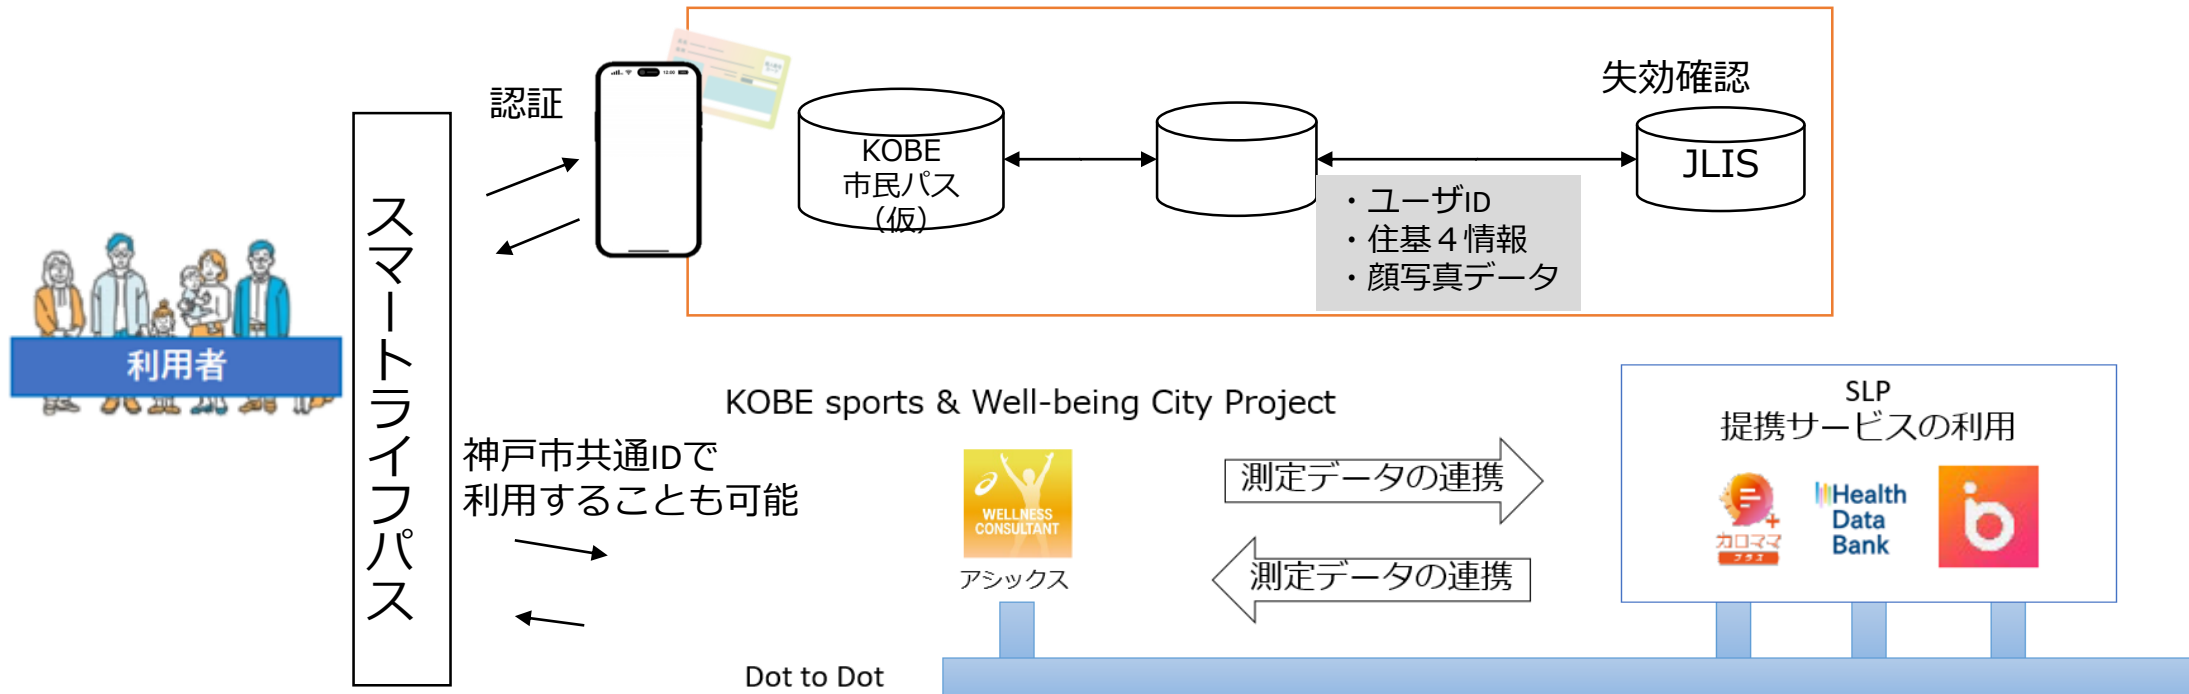 認証
失効確認
12:00
KOBE
市民パス
（仮）
JLIS
・ユーザID
・住基４情報
・顔写真データ
スマートライフパス
利用者
KOBE sports & Well-being City Project
神戸市共通IDで
利用することも可能
WELLNESS
CONSULTANT
アシックス
測定データの連携
測定データの連携
SLP
提携サービスの利用
カロママ
プラス
Health
Data
Bank
Dot to Dot